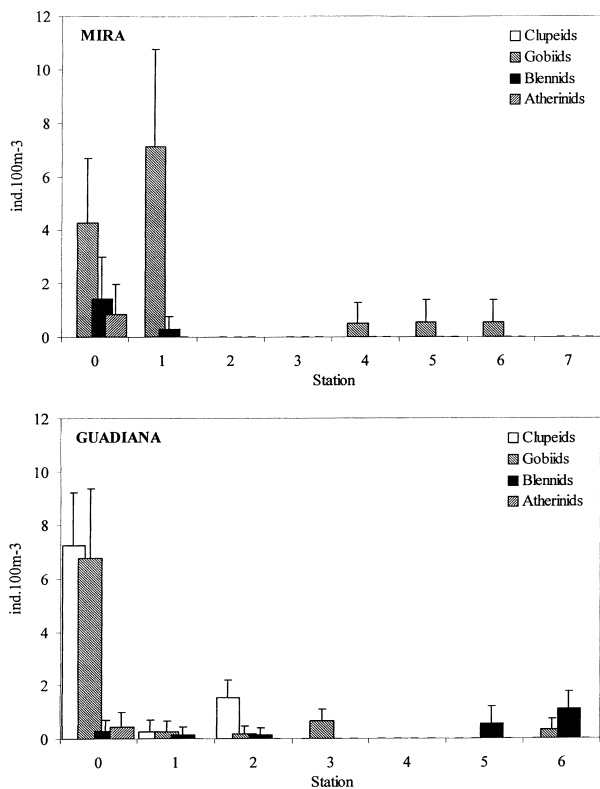 MIRA
Clupeids
Gobiids
Blennids
Atherinids
12
10
8
6
4
2
0
ind.100m-3
0 1 2 3 4 5 6 7
Station
GUADIANA
Clupeids
Gobiids
Blennids
Atherinids
12
10
8
6
4
2
0
ind.100m-3
0 1 2 3 4 5 6
Station